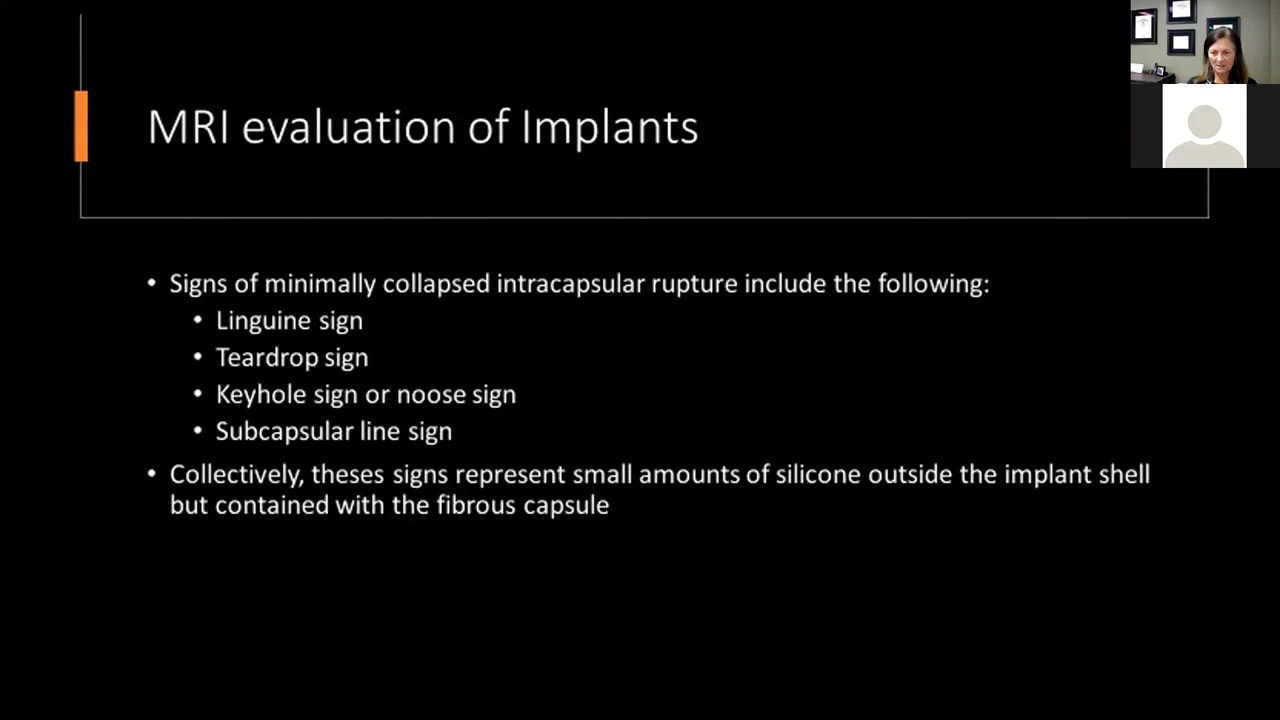 MRI evaluation of Implants
• Signs of minimally collapsed intracapsular rupture include the following:
• Linguine sign
• Teardrop sign
• Keyhole sign or noose sign
• Subcapsular line sign
• Collectively, theses signs represent small amounts of silicone outside the implant shell
but contained with the fibrous capsule